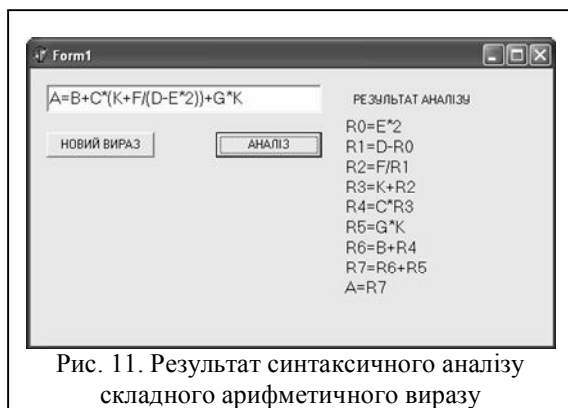 Form1
A=B+C*(K+F/(D-E*2))+G*K
РЕЗУЛЬТАТ АНАЛІЗУ
НОВИЙ ВИРАЗ
АНАЛІЗ
R0=E*2
R1=D-R0
R2=F/R1
R3=K+R2
R4=C*R3
R5=G*K
R6=B+R4
R7=R6+R5
A=R7
Рис. 11. Результат синтаксичного аналізу
складного арифметичного виразу